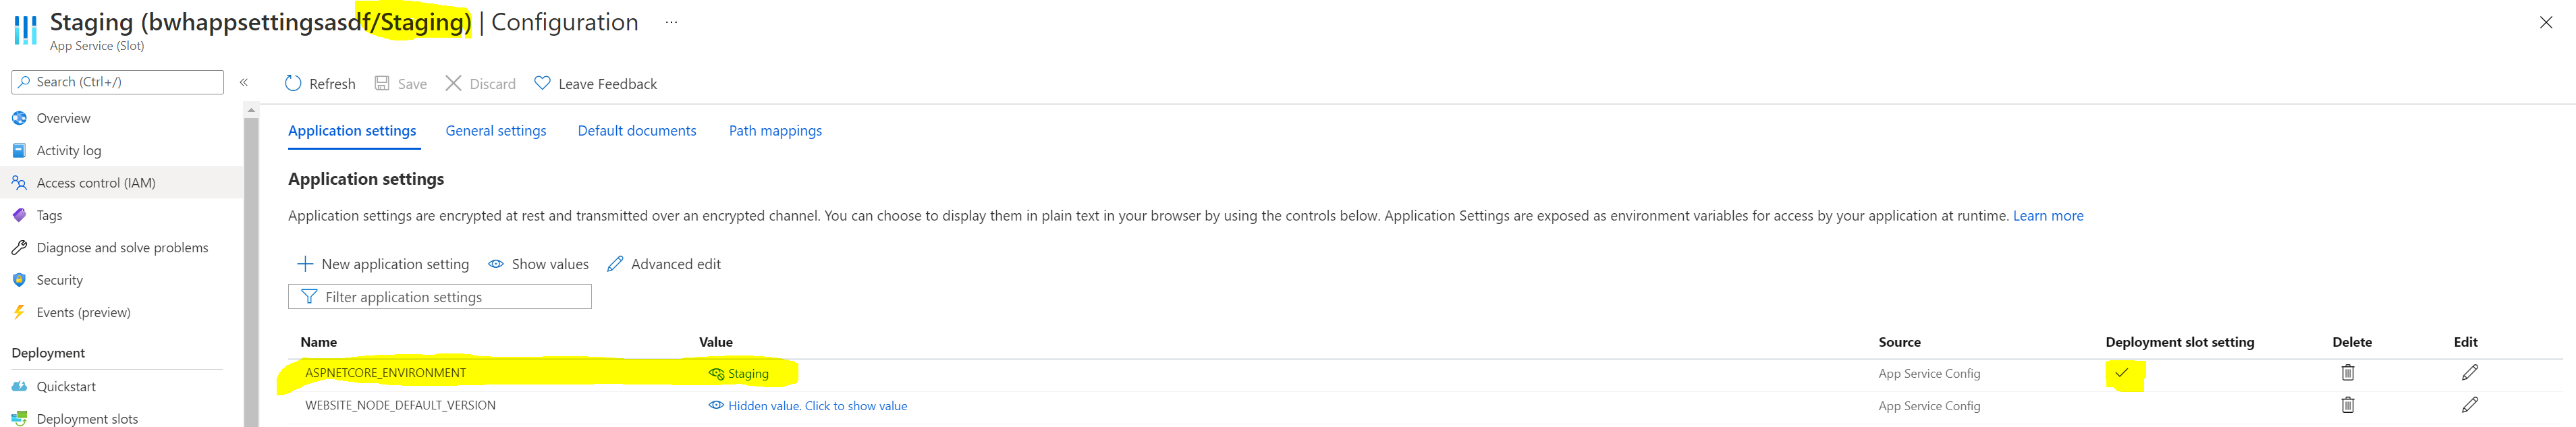 Staging (bwhappsettingsasdf/Staging) | Configuration ...
App Service (Slot)
Search (Ctrl+/)
«
Refresh Save Discard Leave Feedback
Overview
Activity log
Access control (IAM)
Tags
Diagnose and solve problems
Security
Events (preview)
Deployment
Quickstart
Deployment slots
Application settings General settings Default documents Path mappings
Application settings
Application settings are encrypted at rest and transmitted over an encrypted channel. You can choose to display them in plain text in your browser by using the controls below. Application Settings are exposed as environment variables for access by your application at runtime. Learn more
New application setting Show values Advanced edit
Filter application settings
Name Value Source Deployment slot setting Delete Edit
ASPNETCORE_ENVIRONMENT Staging App Service Config
WEBSITE_NODE_DEFAULT_VERSION Hidden value. Click to show value App Service Config